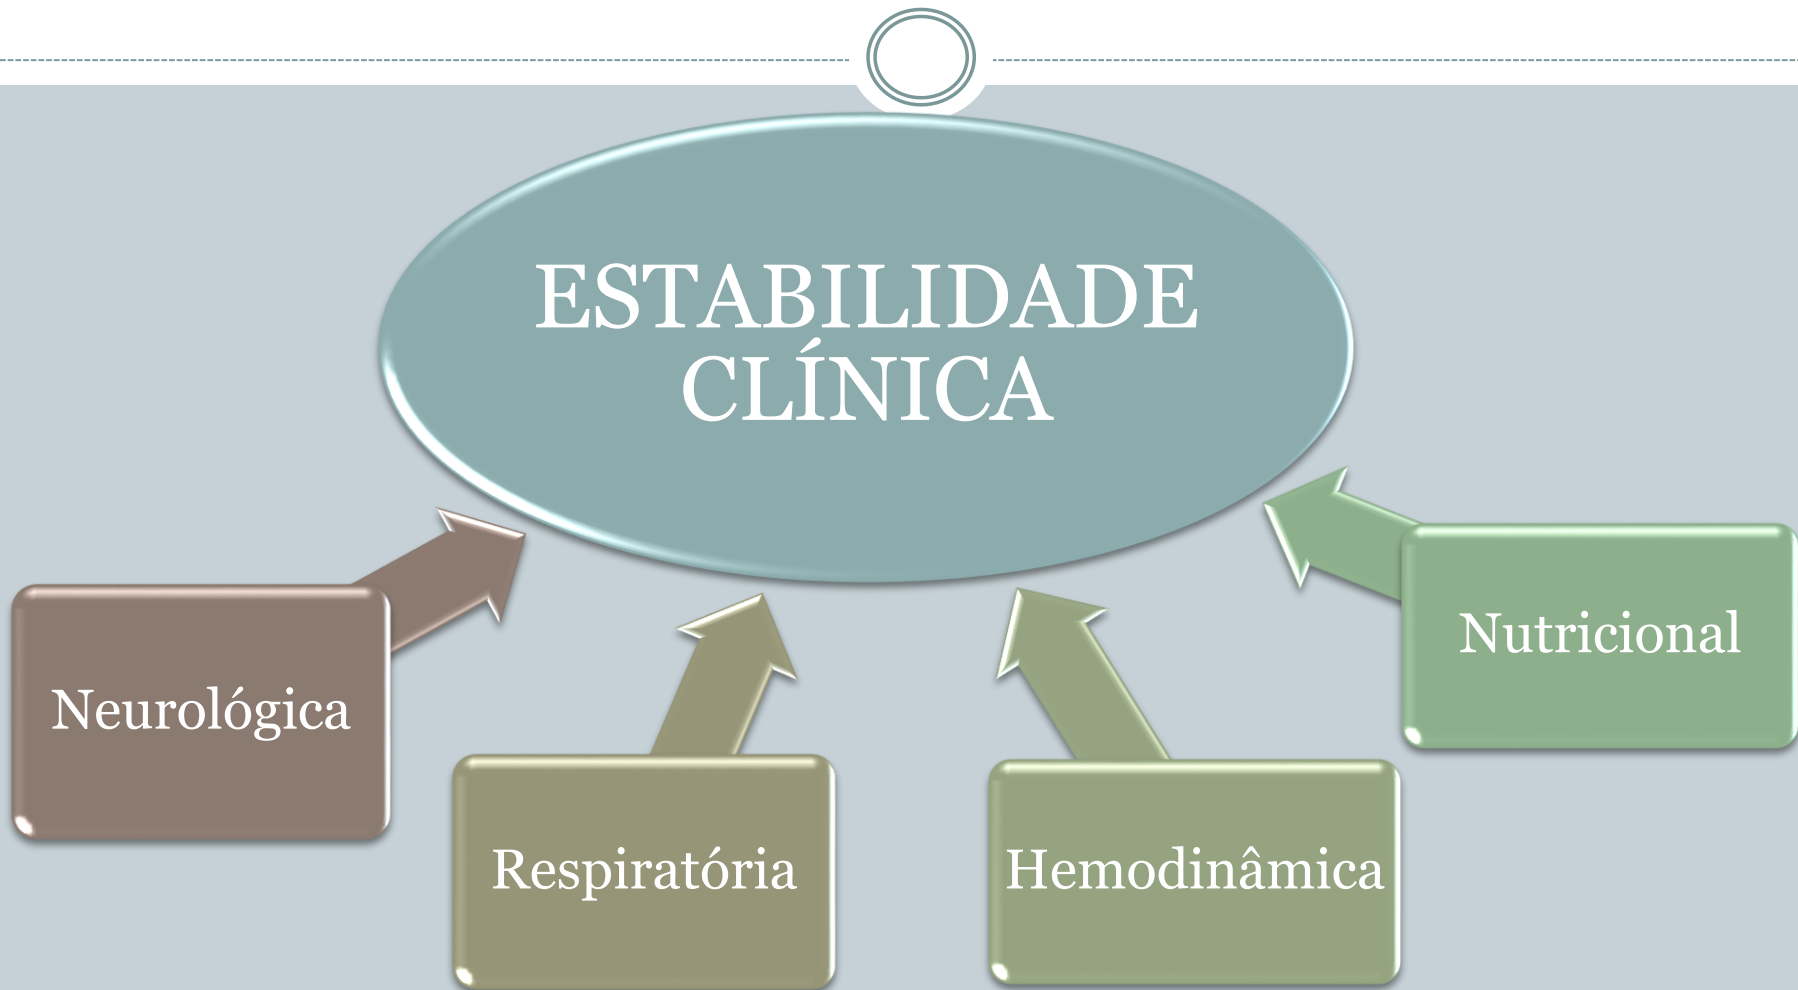 ESTABILIDADE
CLÍNICA
Neurológica
Respiratória
Hemodinâmica
Nutricional